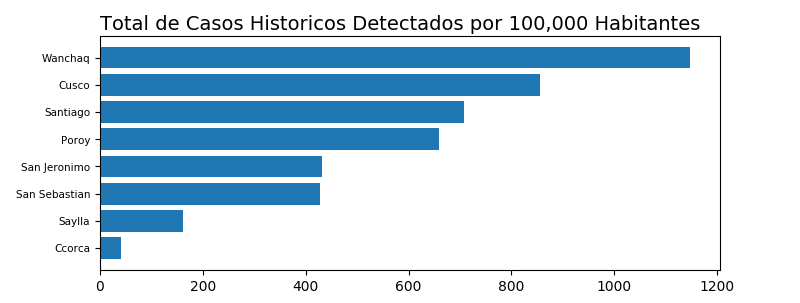 Total de Casos Historicos Detectados por 100,000 Habitantes
Wanchaq
Cusco
Santiago
Poroy
San Jeronimo
San Sebastian
Saylla
Ccorca
0 200 400 600 800 1000 1200